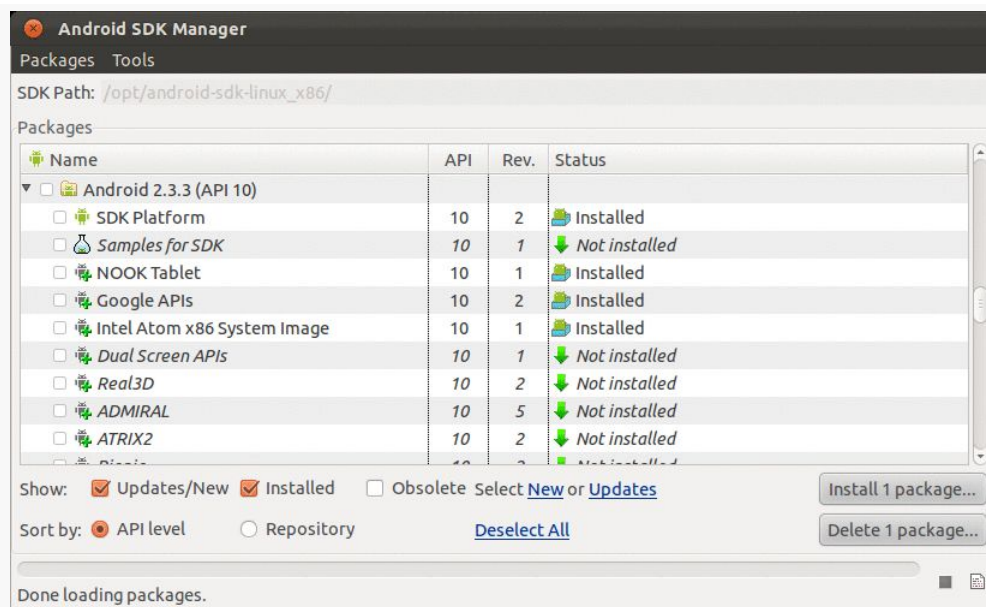 Android SDK Manager
Packages Tools
SDK Path: /opt/android-sdk-linux_x86/
Packages
Name API Rev. Status
Android 2.3.3 (API 10)
SDK Platform 10 2 Installed
Samples for SDK 10 1 Not installed
NOOK Tablet 10 1 Installed
Google APIs 10 2 Installed
Intel Atom x86 System Image 10 1 Installed
Dual Screen APIs 10 1 Not installed
Real3D 10 2 Not installed
ADMIRAL 10 5 Not installed
ATRIX2 10 2 Not installed
Show: Updates/New Installed Obsolete Select New or Updates Install 1 package...
Sort by: API level Repository Deselect All Delete 1 package...
Done loading packages.